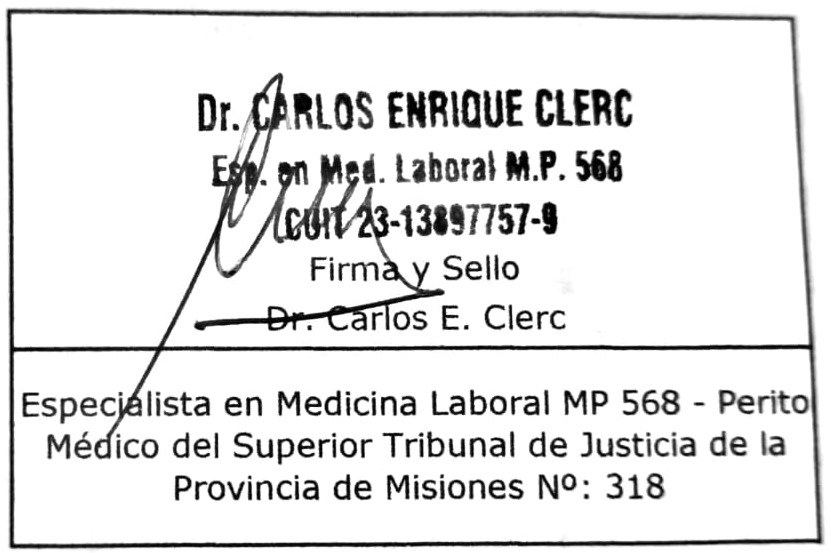 Dr. CARLOS ENRIQUE CLERC
Esp. en Med. Laboral M.P. 568
CUIT 23-13897757-9
Firma y Sello
Dr. Carlos E. Clerc
Especialista en Medicina Laboral MP 568 - Perito
Médico del Superior Tribunal de Justicia de la
Provincia de Misiones Nº: 318